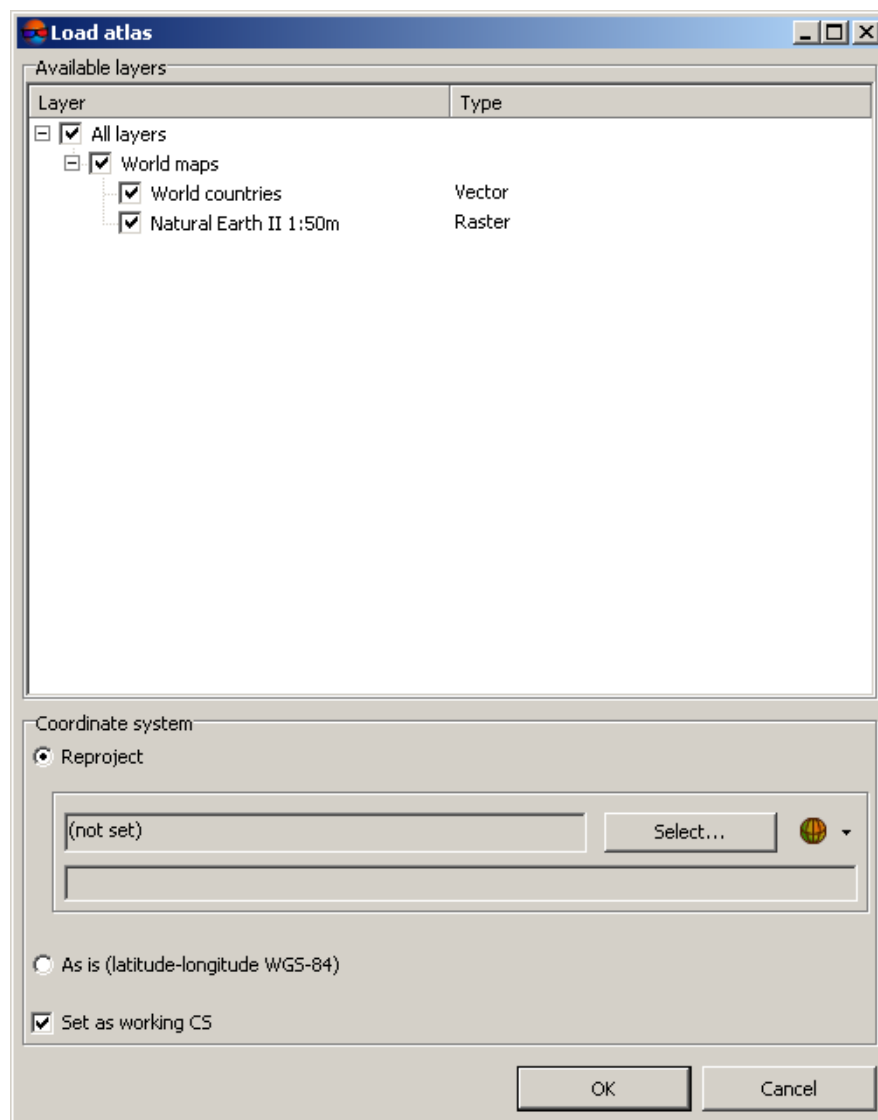 Load atlas
Available layers
Layer Type
All layers
World maps
World countries Vector
Natural Earth II 1:50m Raster
Coordinate system
Reproject
(not set) Select...
As is (latitude-longitude WGS-84)
Set as working CS
OK Cancel